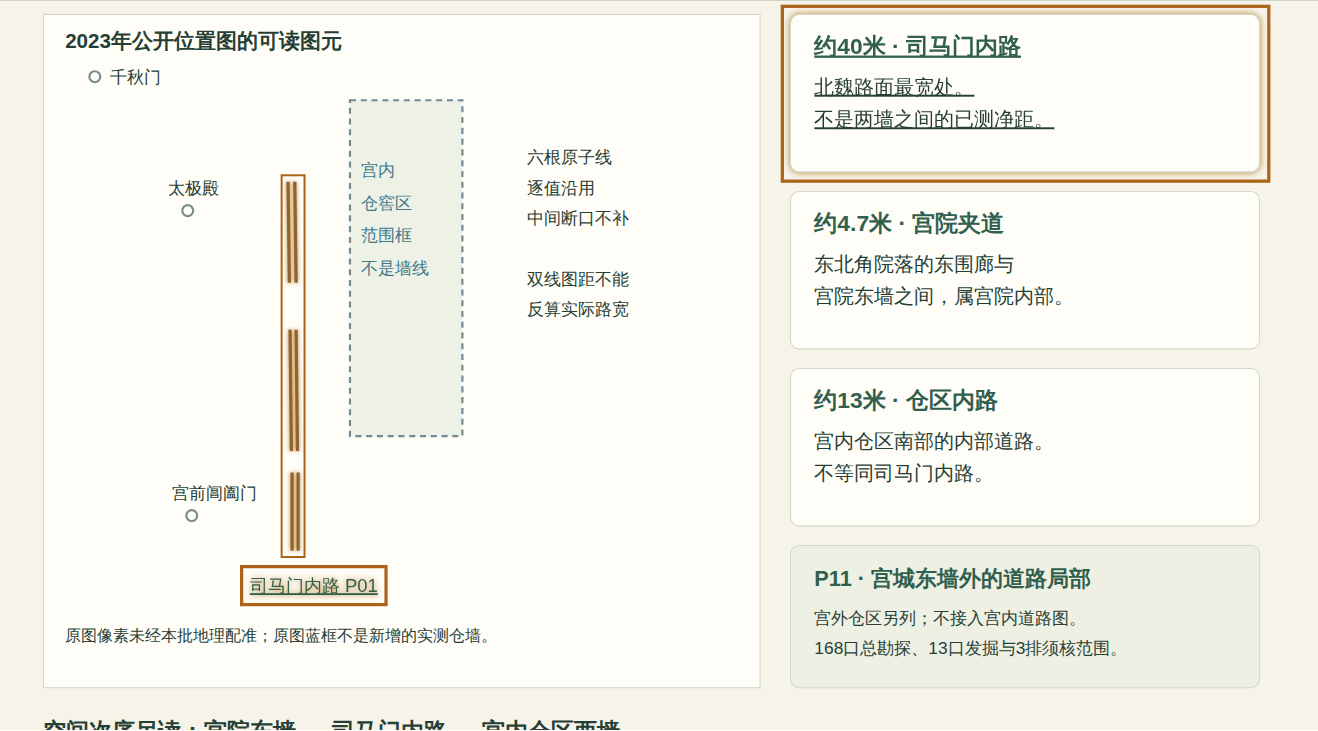 2023年公开位置图的可读图元
千秋门
太极殿
宫内
仓窖区
范围框
不是墙线
六根原子线
逐值沿用
中间断口不补
双线图距不能
反算实际路宽
宫前阊阖门
司马门内路 P01
原图像素未经本批地理配准；原图蓝框不是新增的实测仓墙。
约40米 · 司马门内路
北魏路面最宽处。
不是两墙之间的已测净距。
约4.7米 · 宫院夹道
东北角院落的东围廊与
宫院东墙之间，属宫院内部。
约13米 · 仓区内路
宫内仓区南部的内部道路。
不等同司马门内路。
P11 · 宫城东墙外的道路局部
宫外仓区另列；不接入宫内道路图。
168口总勘探、13口发掘与3排须核范围。